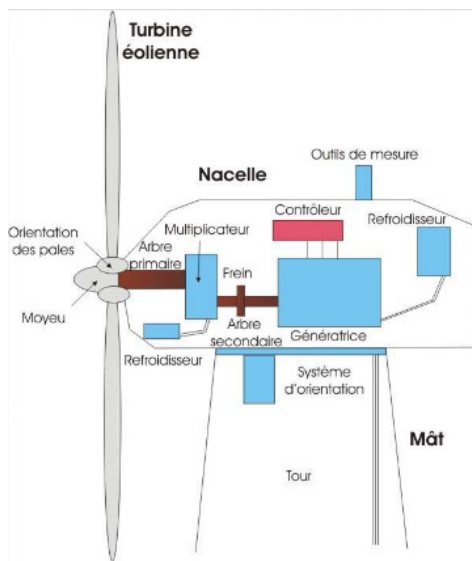 Turbine
éolienne
Outils de mesure
Nacelle
Contrôleur
Refroidisseur
Orientation
des pales
Multiplicateur
Arbre
primaire
Frein
Moyeu
Arbre
secondaire
Génératrice
Refroidisseur
Système
d'orientation
Mât
Tour